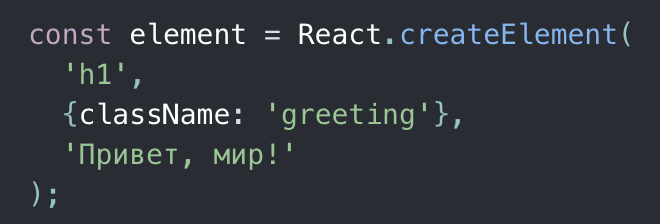 const element = React.createElement(
  'h1',
  {className: 'greeting'},
  'Привет, мир!'
);